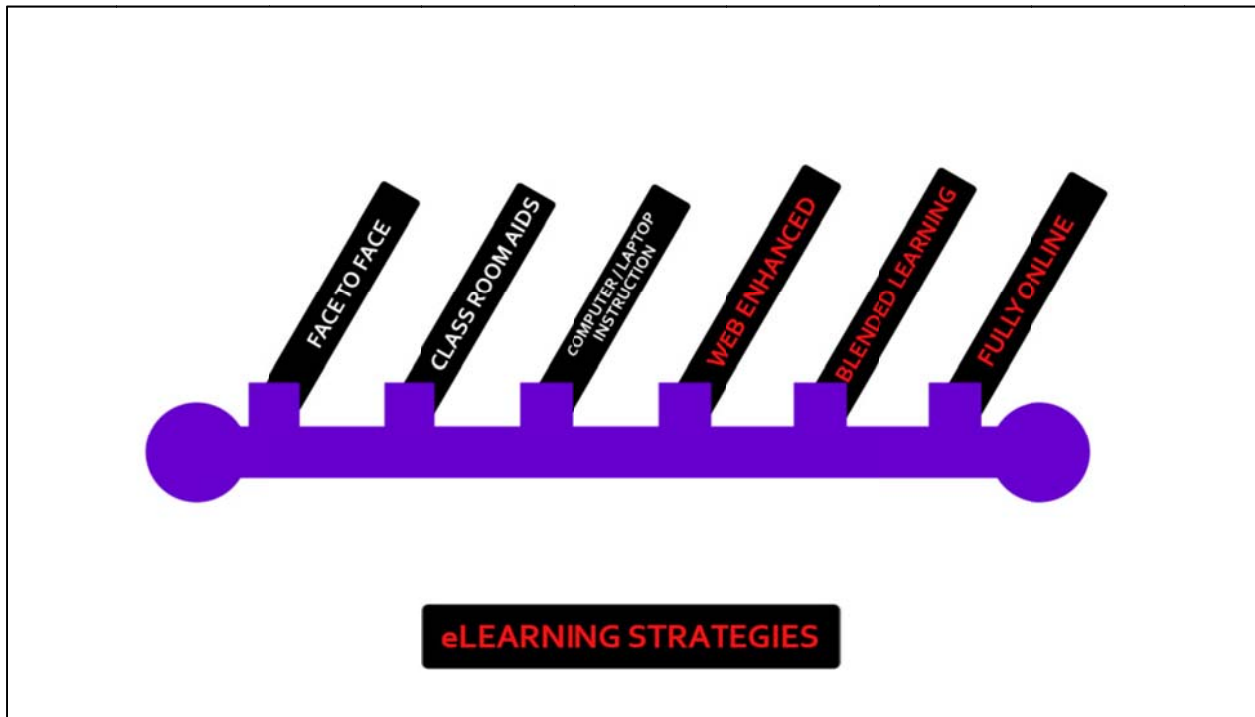 FACE TO FACE
CLASS ROOM AIDS
COMPUTER / LAPTOP
INSTRUCTION
WEB ENHANCED
BLENDED LEARNING
FULLY ONLINE
eLEARNING STRATEGIES